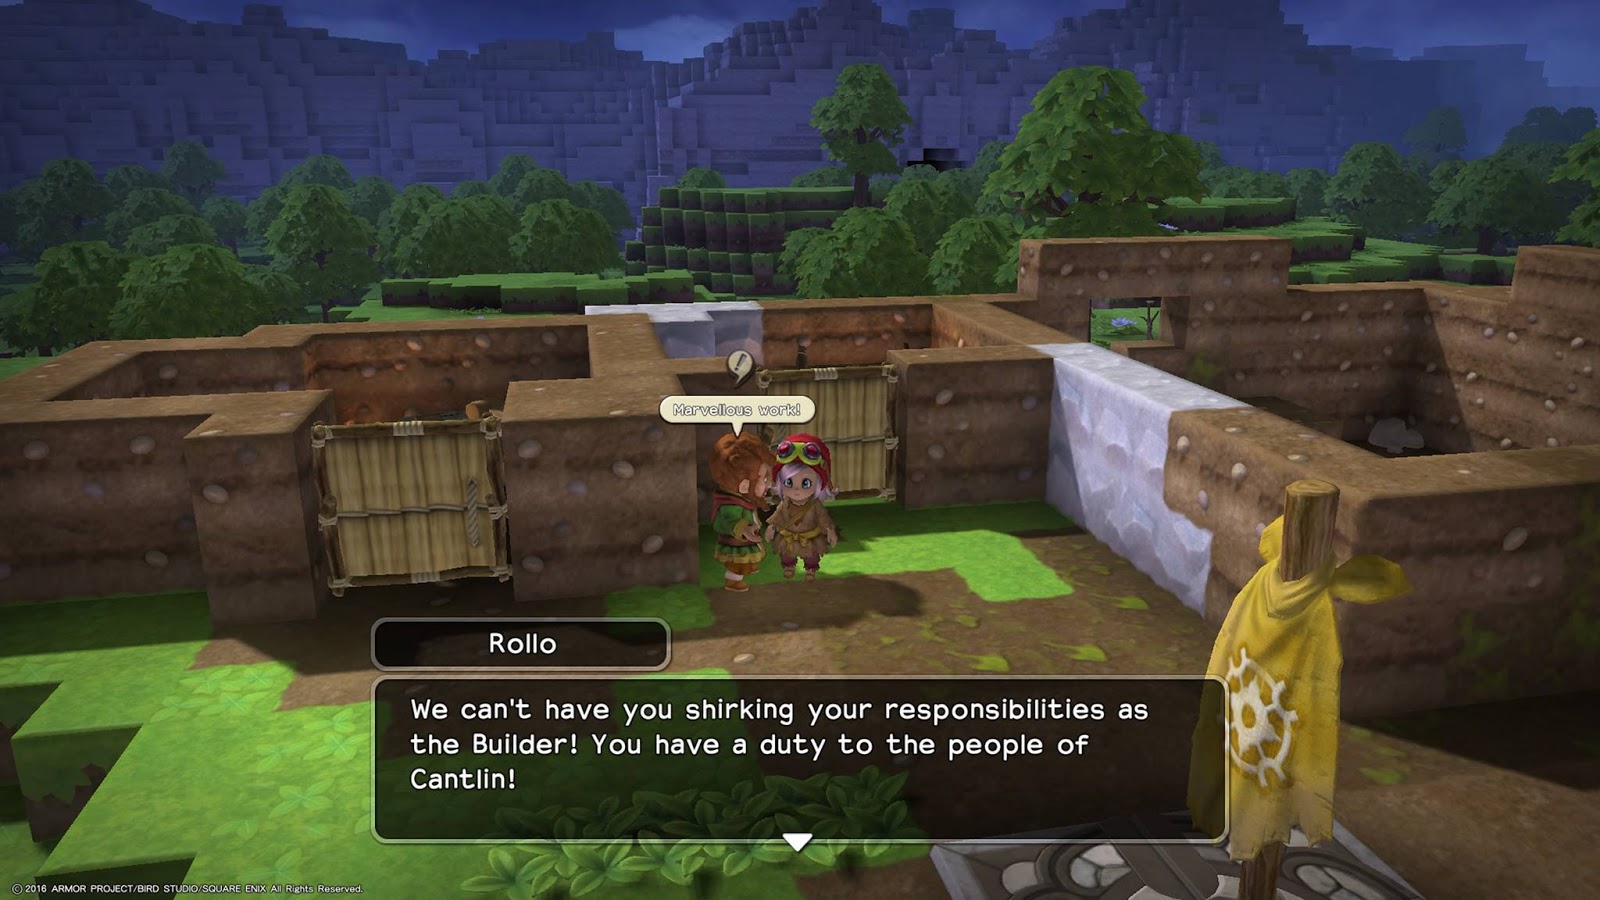 Marvellous work!
Rollo
We can't have you shirking your responsibilities as
the Builder! You have a duty to the people of
Cantlin!
© 2016 ARMOR PROJECT/BIRD STUDIO/SQUARE ENIX All Rights Reserved.